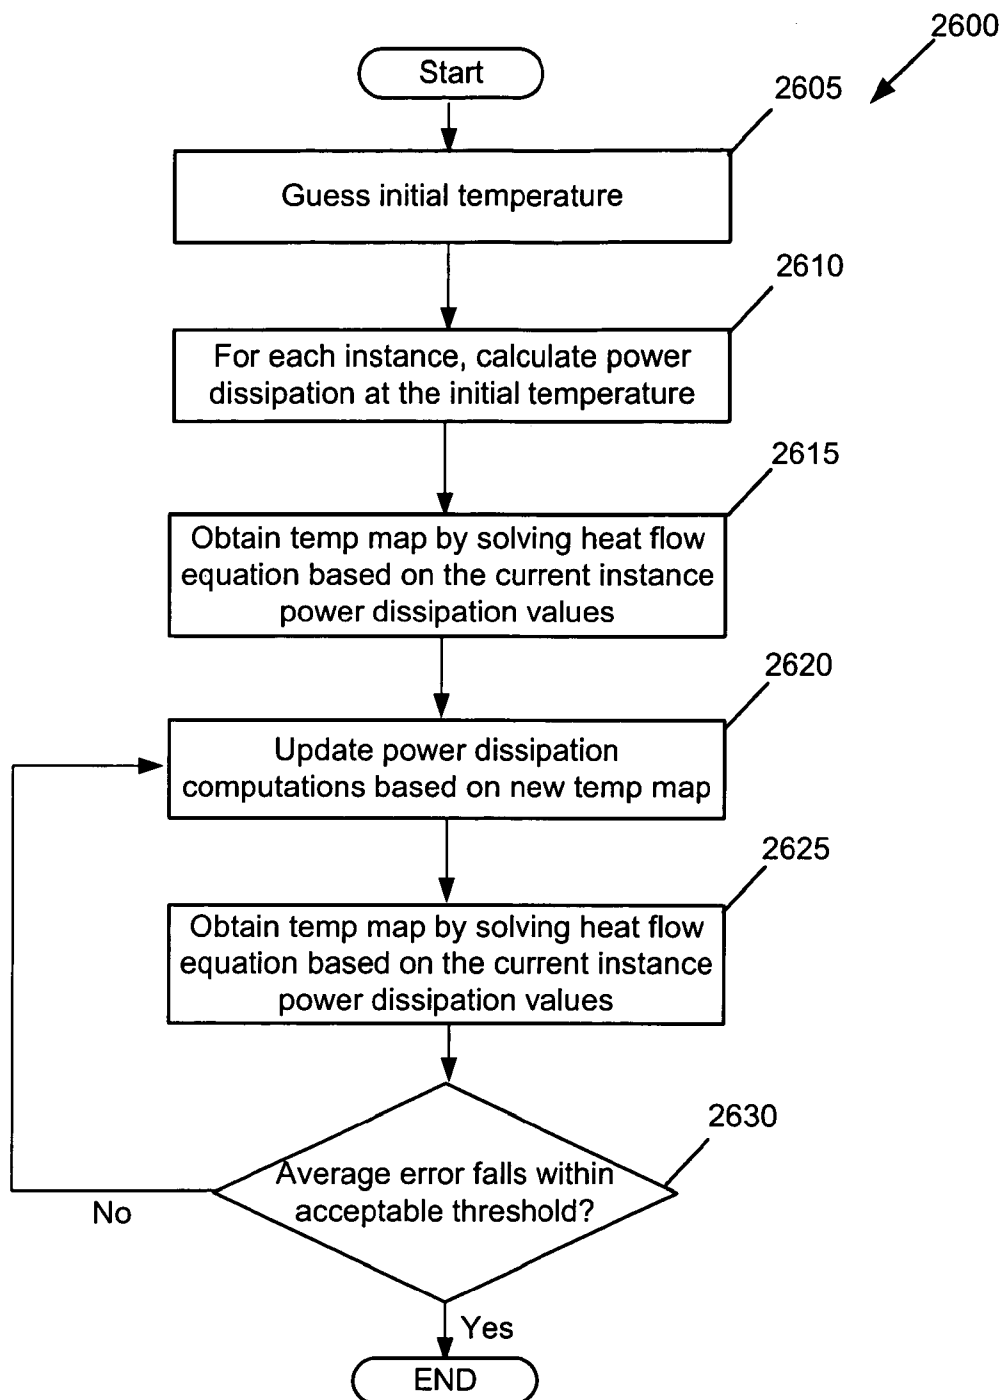 2600
Start
2605
Guess initial temperature
2610
For each instance, calculate power
dissipation at the initial temperature
2615
Obtain temp map by solving heat flow
equation based on the current instance
power dissipation values
2620
Update power dissipation
computations based on new temp map
2625
Obtain temp map by solving heat flow
equation based on the current instance
power dissipation values
2630
Average error falls within
acceptable threshold?
No
Yes
END